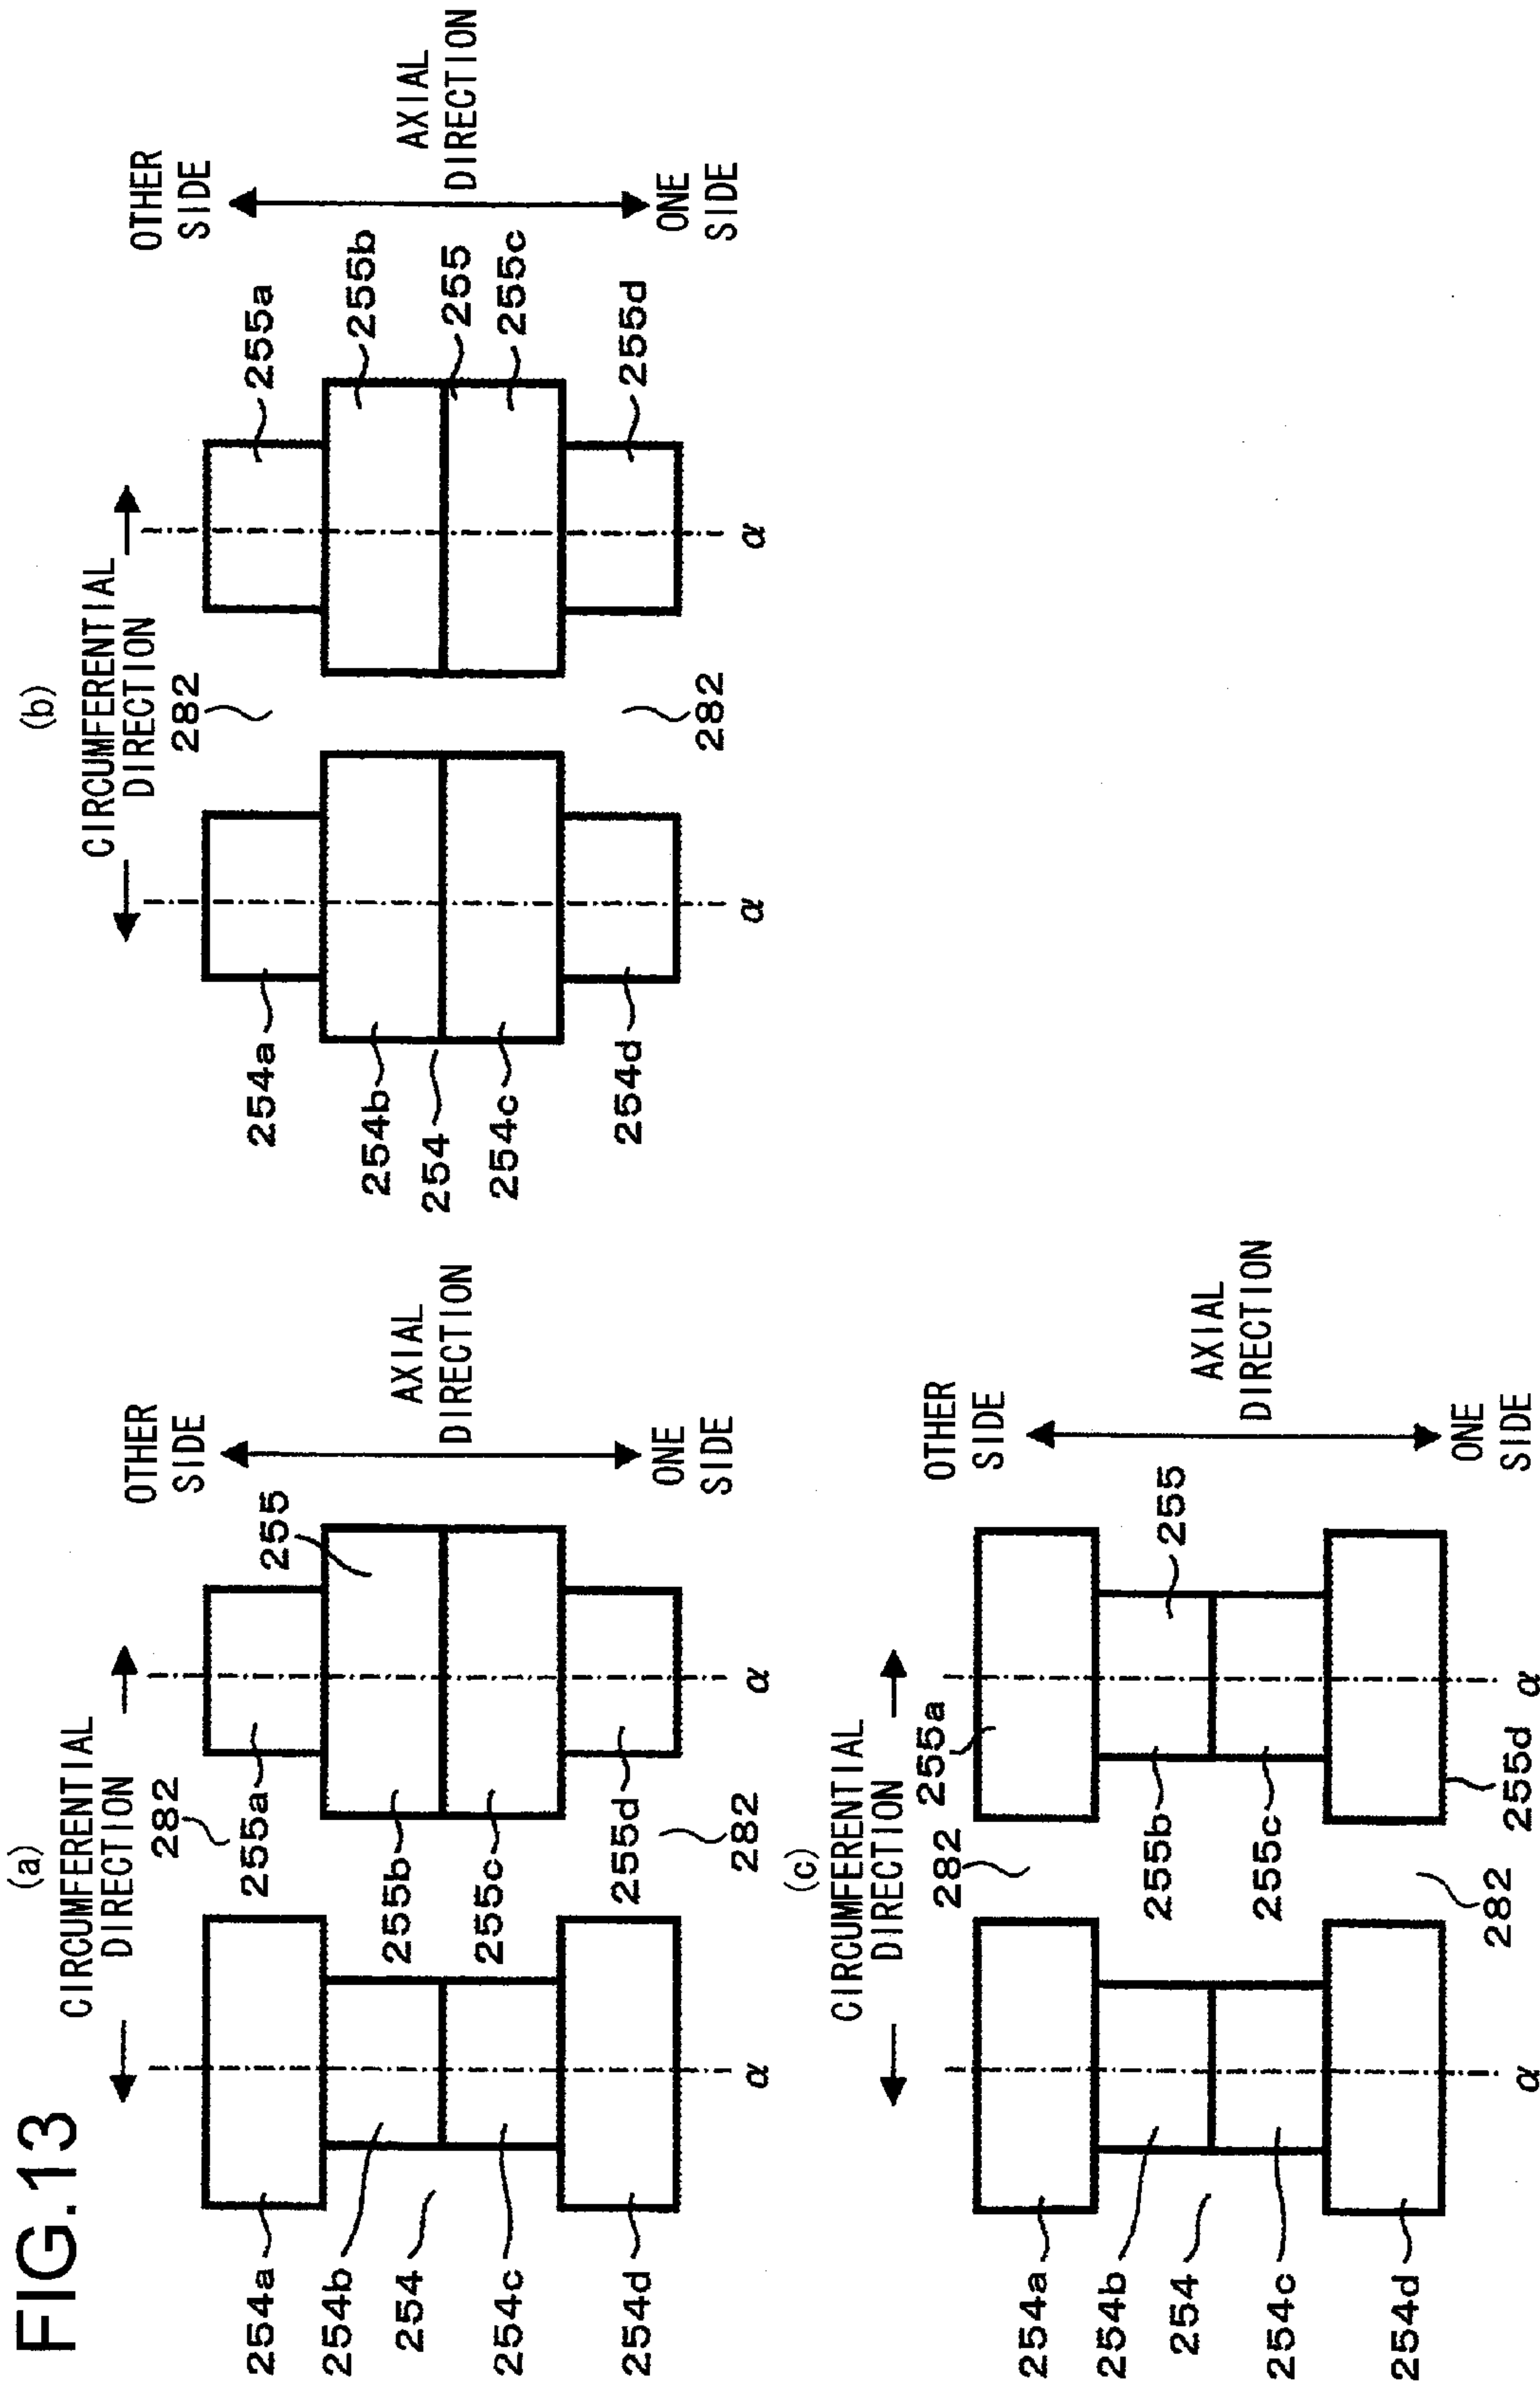 FIG.13
(a)
CIRCUMFERENTIAL
DIRECTION
282
OTHER
SIDE
254a
255a
255
254b
255b
AXIAL
DIRECTION
254
254c
255c
254d
255d
282
ONE
SIDE
α
α
(b)
CIRCUMFERENTIAL
DIRECTION
282
OTHER
SIDE
254a
255a
254b
255b
AXIAL
DIRECTION
254
255
254c
255c
254d
255d
282
ONE
SIDE
α
α
(c)
CIRCUMFERENTIAL
DIRECTION
282
255a
OTHER
SIDE
254a
254b
255b
255
AXIAL
DIRECTION
254
254c
255c
254d
282
255d
ONE
SIDE
α
α